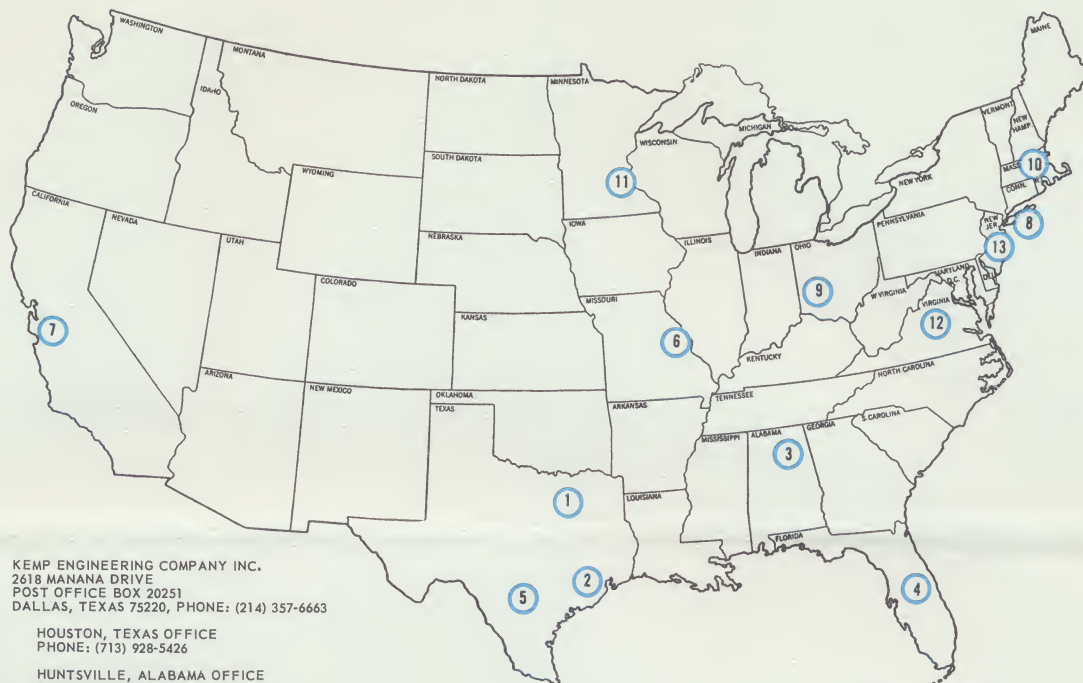 WASHINGTON
MONTANA
NORTH DAKOTA
MINNESOTA
MAINE
IDAHO
OREGON
VERMONT
NEW
HAMP.
WISCONSIN
MICHIGAN
SOUTH DAKOTA
MASS.
10
WYOMING
11
NEW YORK
CONN.
CALIFORNIA
NEVADA
IOWA
PENNSYLVANIA
NEW
JER.
8
UTAH
NEBRASKA
ILLINOIS
INDIANA
OHIO
13
COLORADO
MARYLAND
D.C.
DEL.
W VIRGINIA
9
MISSOURI
VIRGINIA
KANSAS
12
7
6
KENTUCKY
ARIZONA
NEW MEXICO
OKLAHOMA
NORTH CAROLINA
TENNESSEE
TEXAS
ARKANSAS
S. CAROLINA
MISSISSIPPI
ALABAMA
GEORGIA
3
1
LOUISIANA
FLORIDA
2
5
4
KEMP ENGINEERING COMPANY INC.
2618 MANANA DRIVE
POST OFFICE BOX 20251
DALLAS, TEXAS 75220, PHONE: (214) 357-6663
HOUSTON, TEXAS OFFICE
PHONE: (713) 928-5426
HUNTSVILLE, ALABAMA OFFICE